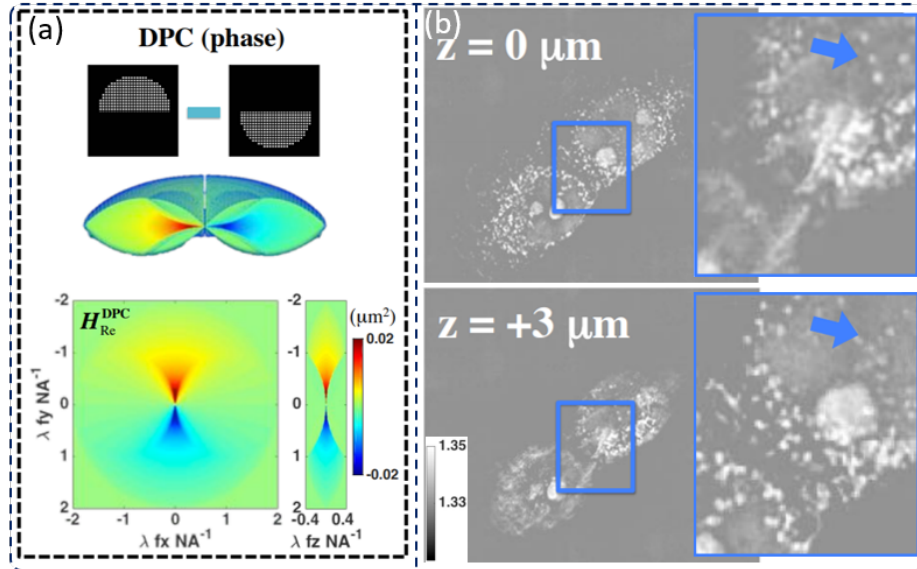 (a)
DPC (phase)
H Re DPC
-2
-1
0
1
2
λ fy NA⁻¹
-2 -1 0 1 2
λ fx NA⁻¹
-2
-1
0
1
2
-0.4 0.4
λ fz NA⁻¹
(μm²)
0.02
-0.02
(b)
z = 0 μm
z = +3 μm
1.35
1.33